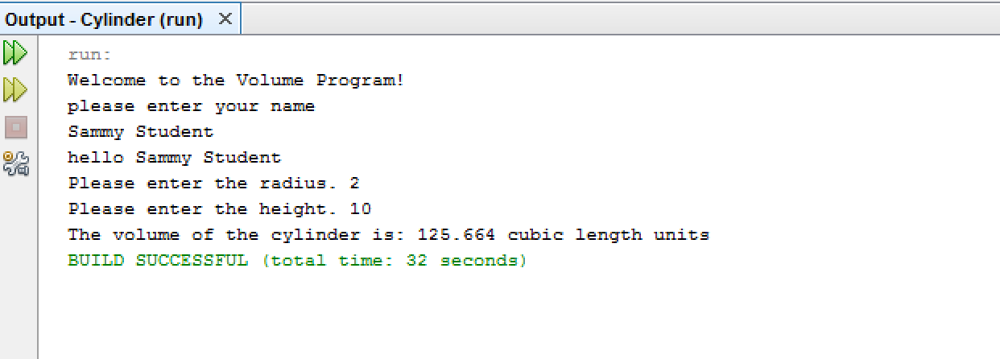 Output - Cylinder (run)
run:
Welcome to the Volume Program!
please enter your name
Sammy Student
hello Sammy Student
Please enter the radius. 2
Please enter the height. 10
The volume of the cylinder is: 125.664 cubic length units
BUILD SUCCESSFUL (total time: 32 seconds)